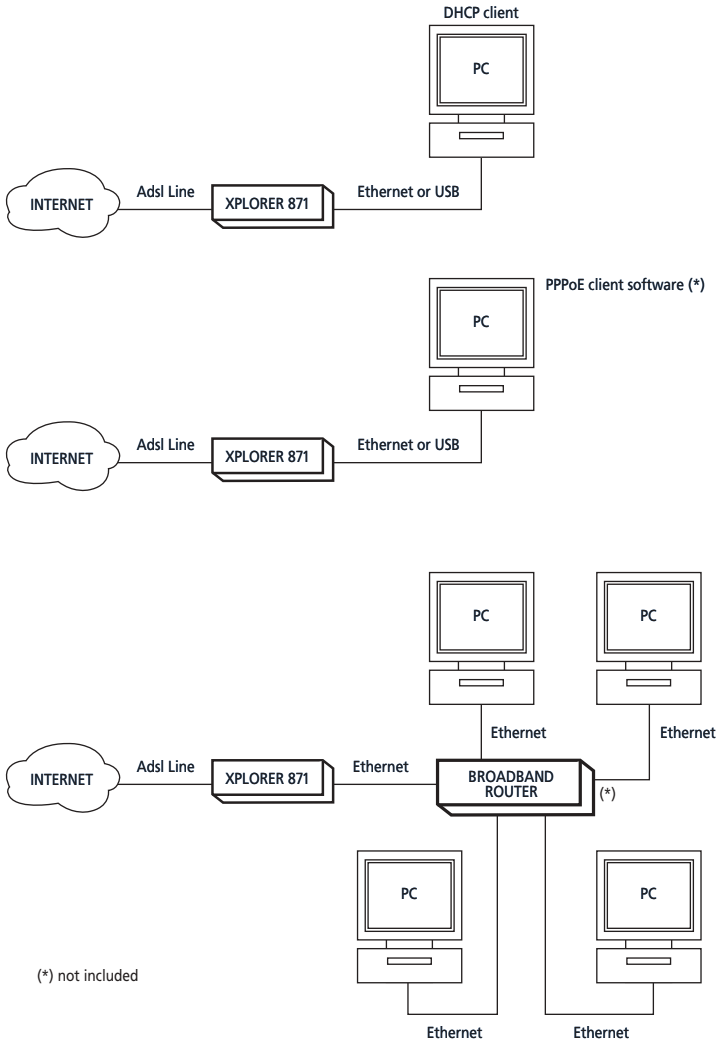 DHCP client
PC
INTERNET
Adsl Line
XPLORER 871
Ethernet or USB
PPPoE client software (*)
PC
INTERNET
Adsl Line
XPLORER 871
Ethernet or USB
PC
PC
Ethernet
Ethernet
INTERNET
Adsl Line
XPLORER 871
Ethernet
BROADBAND
ROUTER
(*)
PC
PC
(*) not included
Ethernet
Ethernet